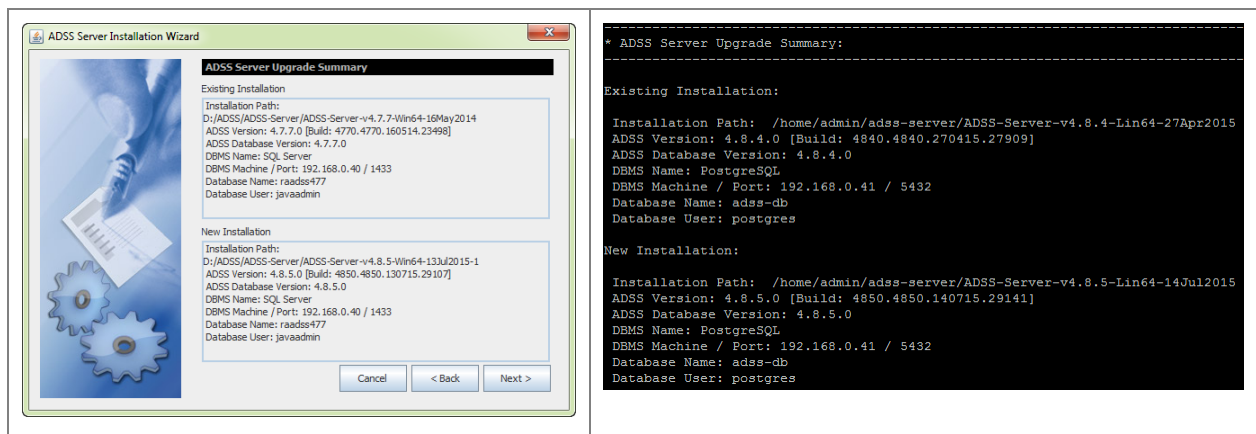 ADSS Server Installation Wizard
ADSS Server Upgrade Summary
Existing Installation
Installation Path:
D:/ADSS/ADSS-Server/ADSS-Server-v4.7.7-Win64-16May2014
ADSS Version: 4.7.7.0 [Build: 4770.4770.160514.23498]
ADSS Database Version: 4.7.7.0
DBMS Name: SQL Server
DBMS Machine / Port: 192.168.0.40 / 1433
Database Name: raadss477
Database User: javaadmin
New Installation
Installation Path:
D:/ADSS/ADSS-Server/ADSS-Server-v4.8.5-Win64-13Jul2015-1
ADSS Version: 4.8.5.0 [Build: 4850.4850.130715.29107]
ADSS Database Version: 4.8.5.0
DBMS Name: SQL Server
DBMS Machine / Port: 192.168.0.40 / 1433
Database Name: raadss477
Database User: javaadmin
Cancel
< Back
Next >
* ADSS Server Upgrade Summary:
Existing Installation:
Installation Path: /home/admin/adss-server/ADSS-Server-v4.8.4-Lin64-27Apr2015
ADSS Version: 4.8.4.0 [Build: 4840.4840.270415.27909]
ADSS Database Version: 4.8.4.0
DBMS Name: PostgreSQL
DBMS Machine / Port: 192.168.0.41 / 5432
Database Name: adss-db
Database User: postgres
New Installation:
Installation Path: /home/admin/adss-server/ADSS-Server-v4.8.5-Lin64-14Jul2015
ADSS Version: 4.8.5.0 [Build: 4850.4850.140715.29141]
ADSS Database Version: 4.8.5.0
DBMS Name: PostgreSQL
DBMS Machine / Port: 192.168.0.41 / 5432
Database Name: adss-db
Database User: postgres